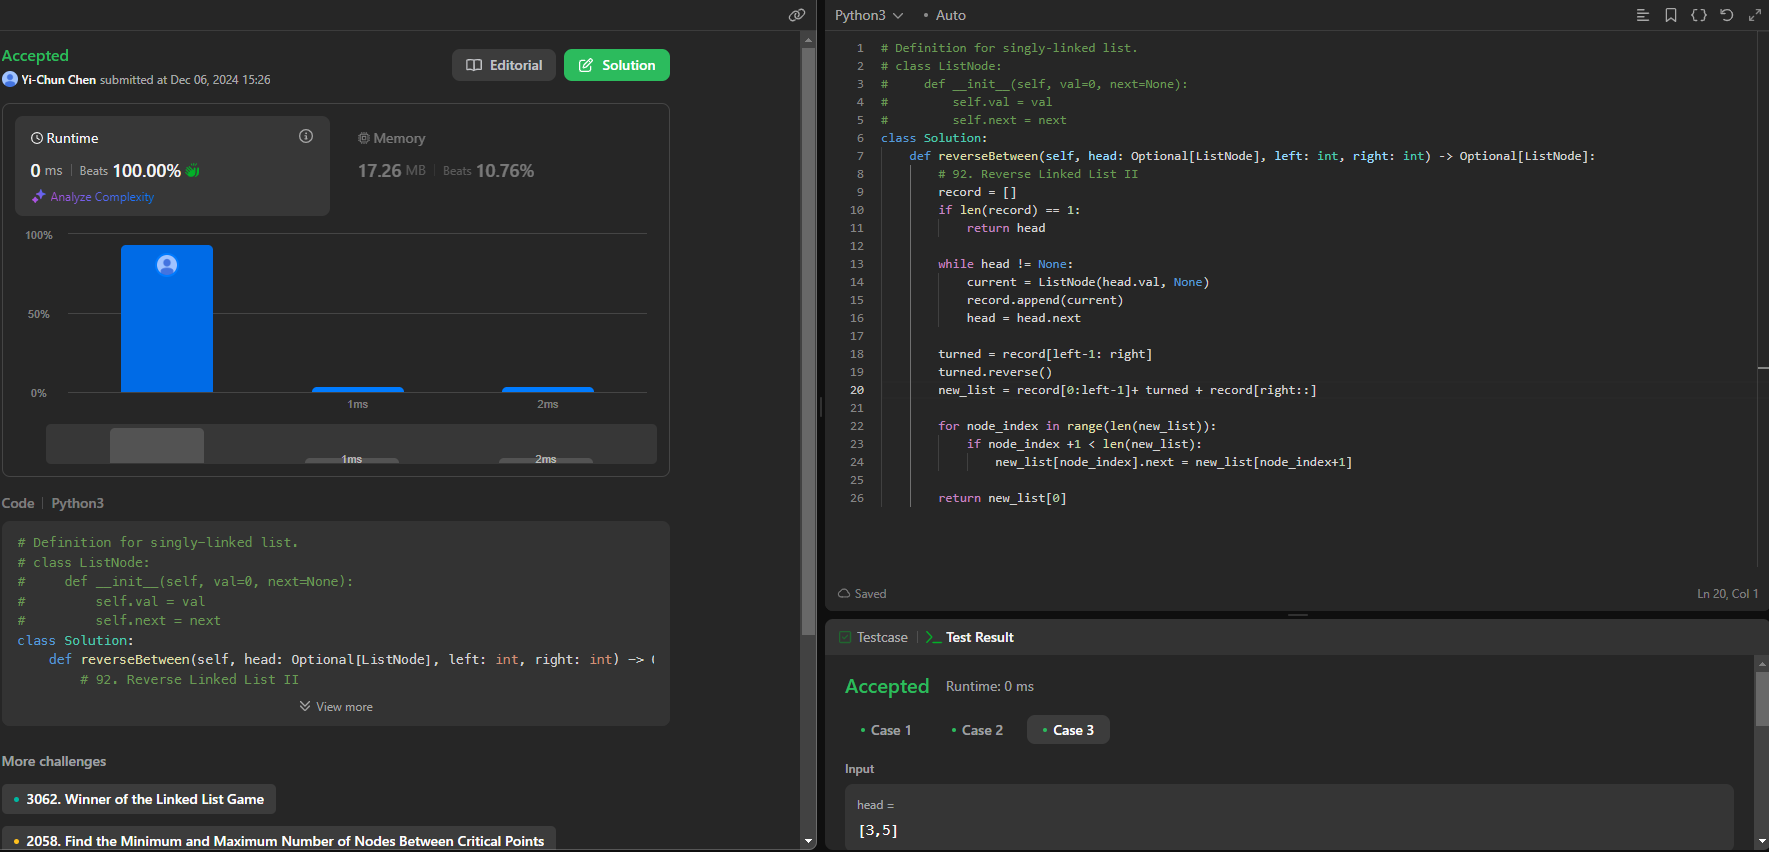 Accepted
Yi-Chun Chen submitted at Dec 06, 2024 15:26
Editorial
Solution
Runtime
0 ms | Beats 100.00%
Analyze Complexity
Memory
17.26 MB | Beats 10.76%
100%
50%
0%
1ms
2ms
1ms
2ms
Code | Python3
# Definition for singly-linked list.
# class ListNode:
#     def __init__(self, val=0, next=None):
#         self.val = val
#         self.next = next
class Solution:
    def reverseBetween(self, head: Optional[ListNode], left: int, right: int) -> O
        # 92. Reverse Linked List II
View more
More challenges
3062. Winner of the Linked List Game
2058. Find the Minimum and Maximum Number of Nodes Between Critical Points
Python3 • Auto
1 # Definition for singly-linked list.
2 # class ListNode:
3 #     def __init__(self, val=0, next=None):
4 #         self.val = val
5 #         self.next = next
6 class Solution:
7     def reverseBetween(self, head: Optional[ListNode], left: int, right: int) -> Optional[ListNode]:
8         # 92. Reverse Linked List II
9         record = []
10         if len(record) == 1:
11             return head
12
13         while head != None:
14             current = ListNode(head.val, None)
15             record.append(current)
16             head = head.next
17
18         turned = record[left-1: right]
19         turned.reverse()
20         new_list = record[0:left-1]+ turned + record[right::]
21
22         for node_index in range(len(new_list)):
23             if node_index +1 < len(new_list):
24                 new_list[node_index].next = new_list[node_index+1]
25
26         return new_list[0]
Saved
Ln 20, Col 1
Testcase | Test Result
Accepted Runtime: 0 ms
• Case 1 • Case 2 • Case 3
Input
head =
[3,5]